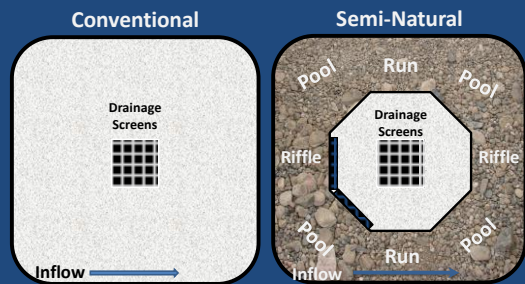 Conventional
Drainage
Screens
Inflow
Semi-Natural
Pool
Run
Pool
Drainage
Screens
Riffle
Riffle
Pool
Run
Pool
Inflow